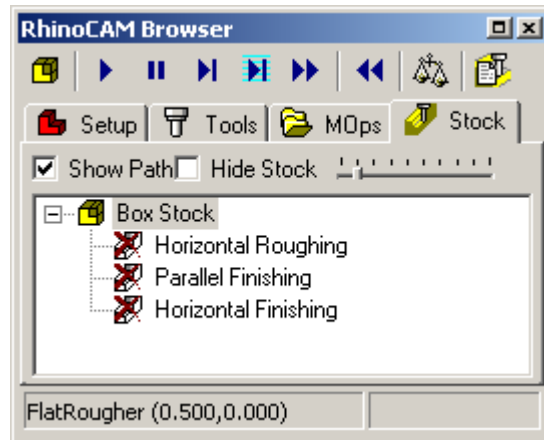 RhinoCAM Browser
Setup Tools MOps Stock
Show Path Hide Stock
Box Stock
Horizontal Roughing
Parallel Finishing
Horizontal Finishing
FlatRougher (0.500,0.000)